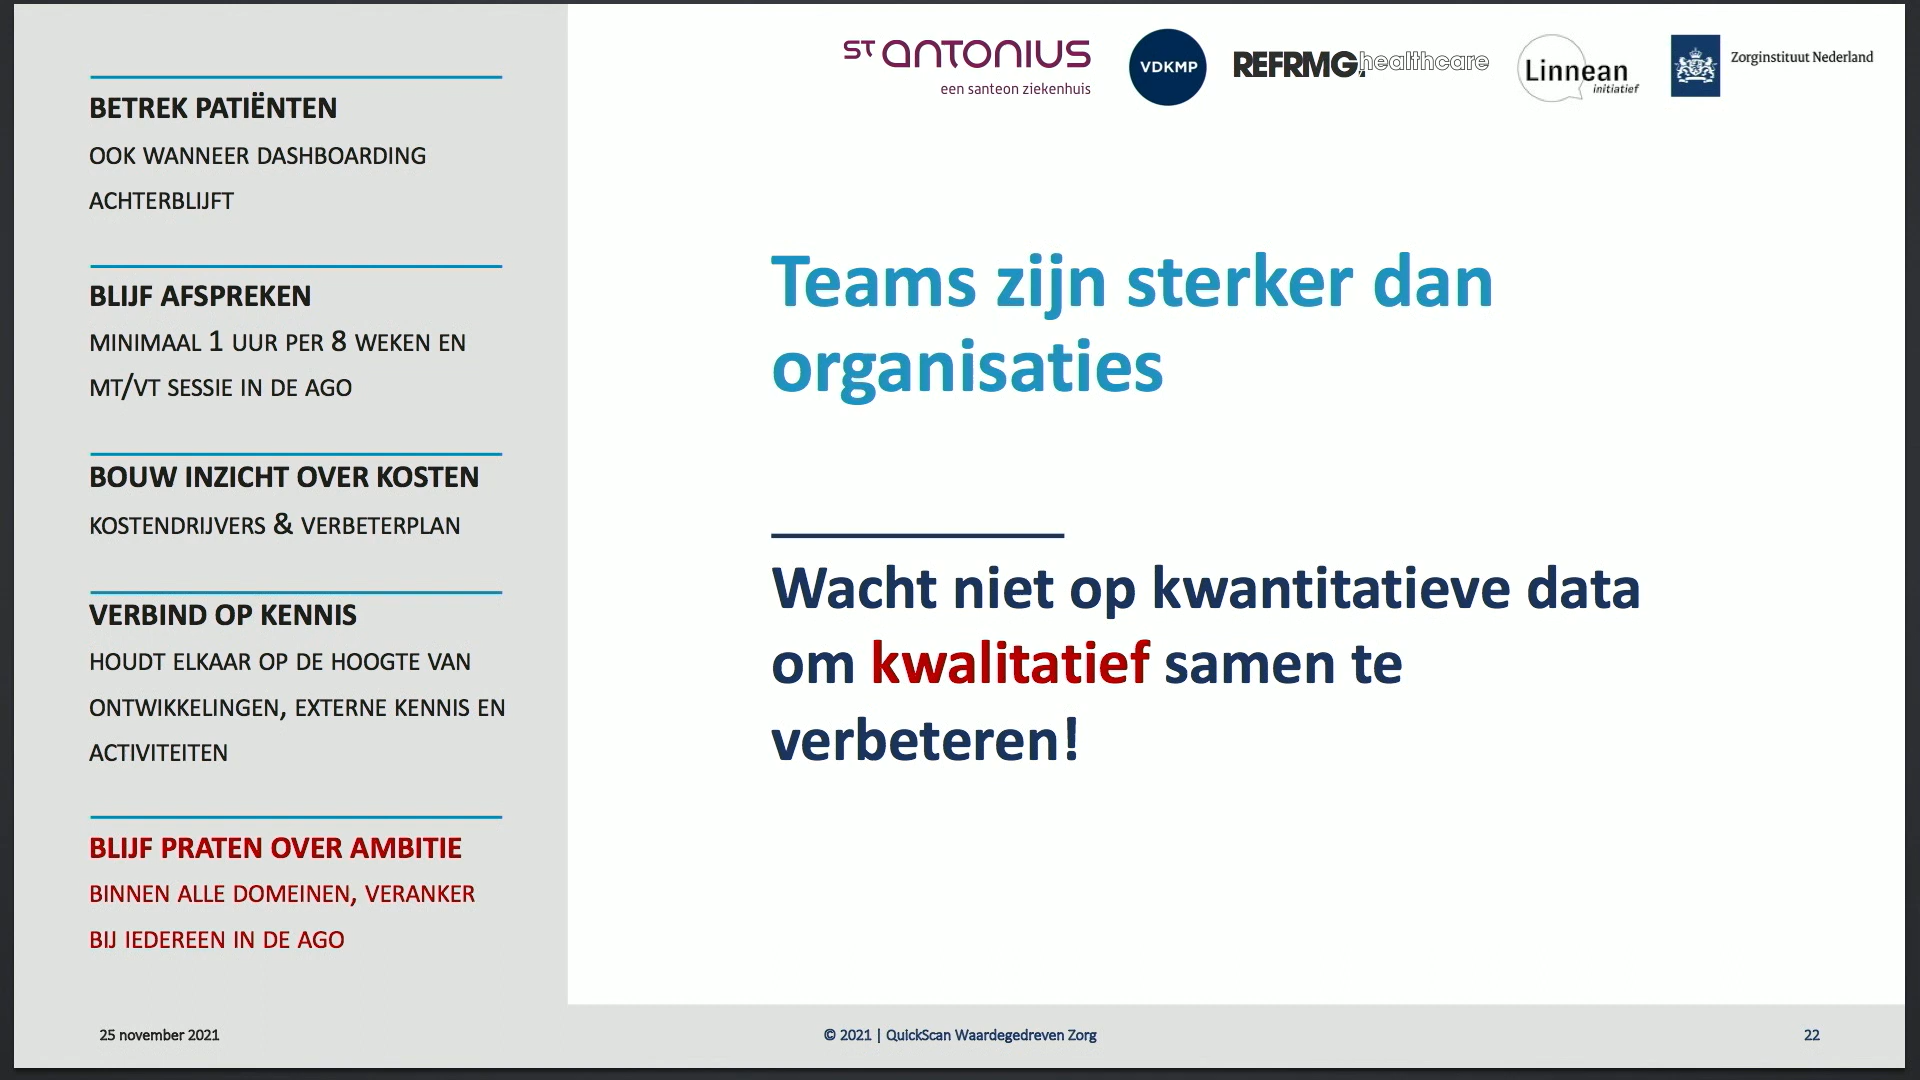 BETREK PATIËNTEN
OOK WANNEER DASHBOARDING
ACHTERBLIJFT
BLIJF AFSPREKEN
MINIMAAL 1 UUR PER 8 WEKEN EN
MT/VT SESSIE IN DE AGO
BOUW INZICHT OVER KOSTEN
KOSTENDRIJVERS & VERBETERPLAN
VERBIND OP KENNIS
HOUDT ELKAAR OP DE HOOGTE VAN
ONTWIKKELINGEN, EXTERNE KENNIS EN
ACTIVITEITEN
BLIJF PRATEN OVER AMBITIE
BINNEN ALLE DOMEINEN, VERANKER
BIJ IEDEREEN IN DE AGO
ST ANTONIUS
een santeon ziekenhuis
VDKMP
REFRMG.healthcare
Linnean
initiatief
Zorginstituut Nederland
Teams zijn sterker dan
organisaties
Wacht niet op kwantitatieve data
om kwalitatief samen te
verbeteren!
25 november 2021
© 2021 | QuickScan Waardegedreven Zorg
22